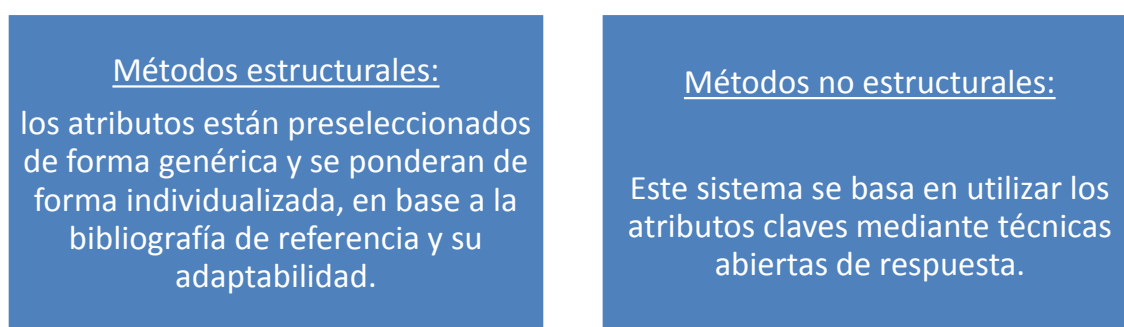 Métodos estructurales:
los atributos están preseleccionados
de forma genérica y se ponderan de
forma individualizada, en base a la
bibliografía de referencia y su
adaptabilidad.
Métodos no estructurales:
Este sistema se basa en utilizar los
atributos claves mediante técnicas
abiertas de respuesta.